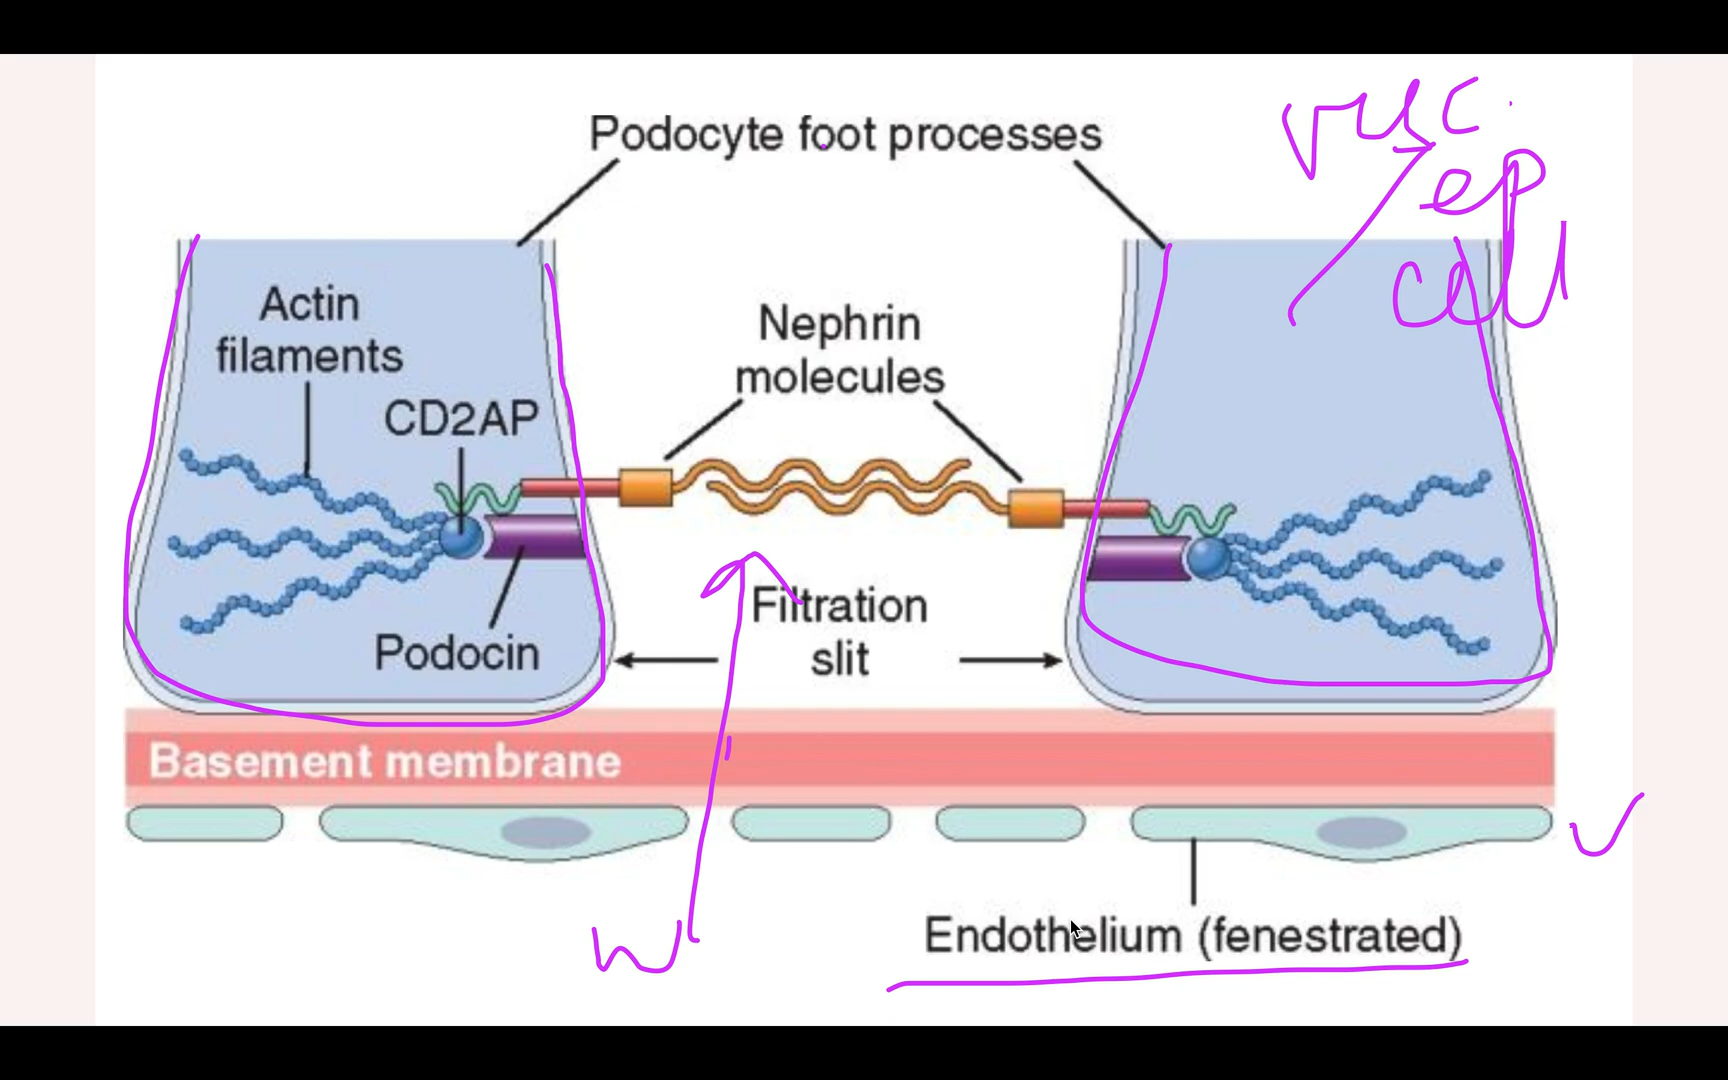 Podocyte foot processes
visc.
ep
cell
Actin
filaments
CD2AP
Nephrin
molecules
Podocin
Filtration
slit
Basement membrane
Endothelium (fenestrated)